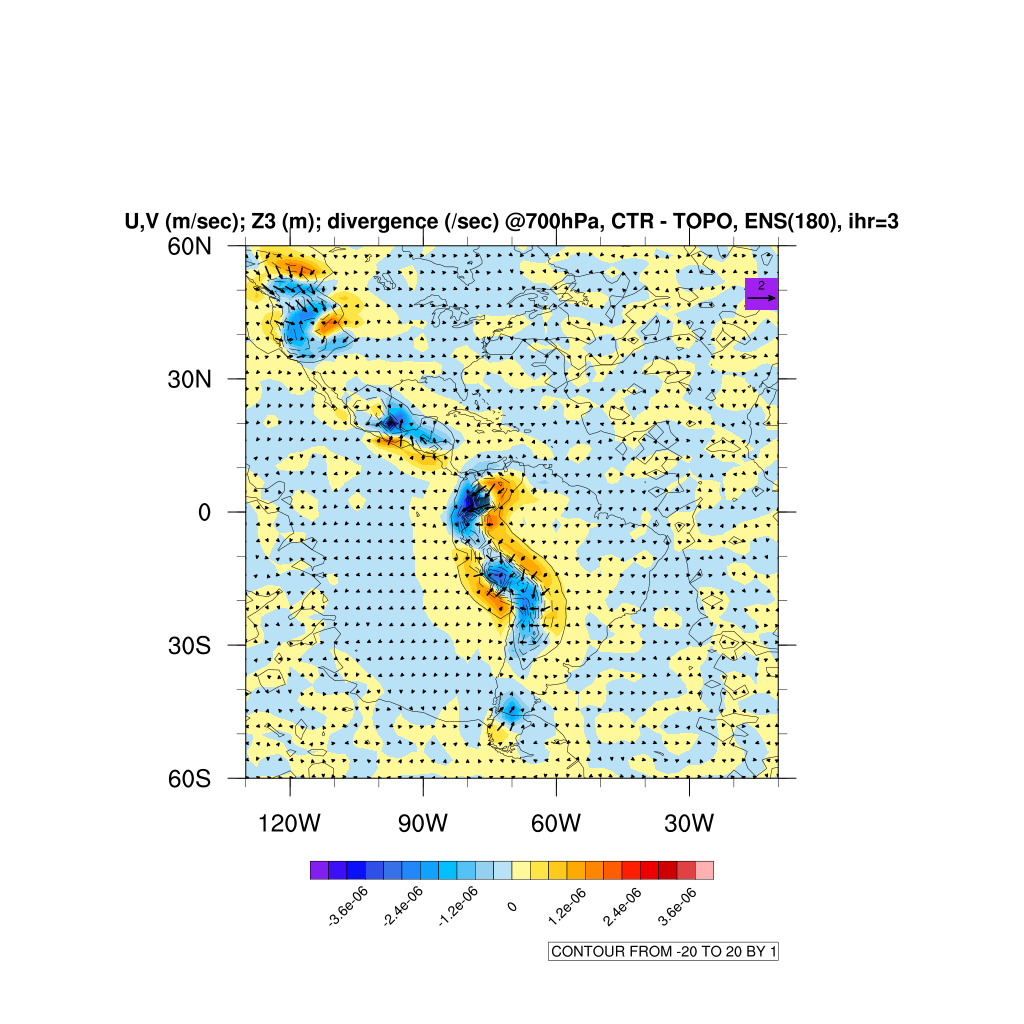 U,V (m/sec); Z3 (m); divergence (/sec) @700hPa, CTR - TOPO, ENS(180), ihr=3
60N
2
30N
0
30S
60S
120W 90W 60W 30W
-3.6e-06 -2.4e-06 -1.2e-06 0 1.2e-06 2.4e-06 3.6e-06
CONTOUR FROM -20 TO 20 BY 1